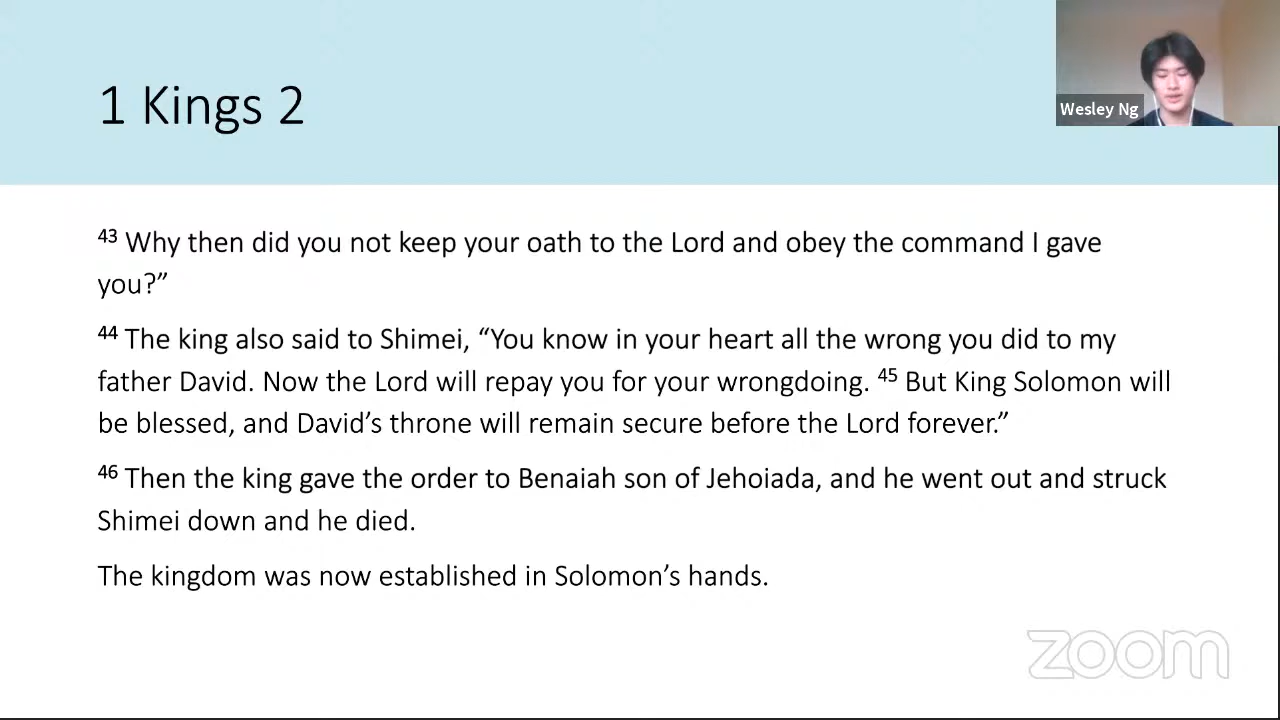 1 Kings 2
Wesley Ng
43 Why then did you not keep your oath to the Lord and obey the command I gave
you?”
44 The king also said to Shimei, “You know in your heart all the wrong you did to my
father David. Now the Lord will repay you for your wrongdoing. 45 But King Solomon will
be blessed, and David’s throne will remain secure before the Lord forever.”
46 Then the king gave the order to Benaiah son of Jehoiada, and he went out and struck
Shimei down and he died.
The kingdom was now established in Solomon’s hands.
zoom